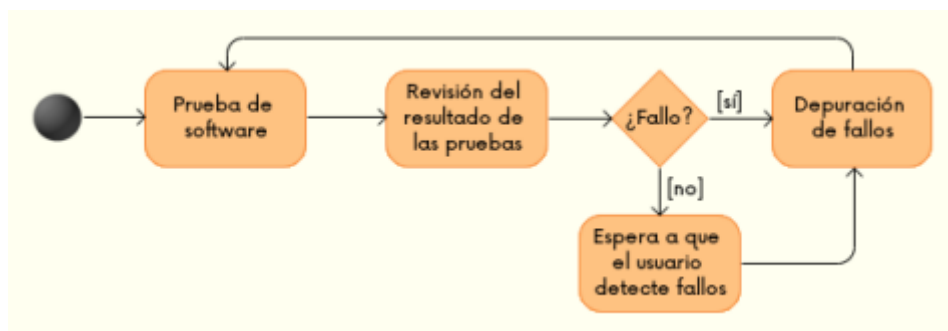 Prueba de
software
Revisión del
resultado de
las pruebas
¿Fallo?
[sí]
Depuración
de fallos
[no]
Espera a que
el usuario
detecte fallos